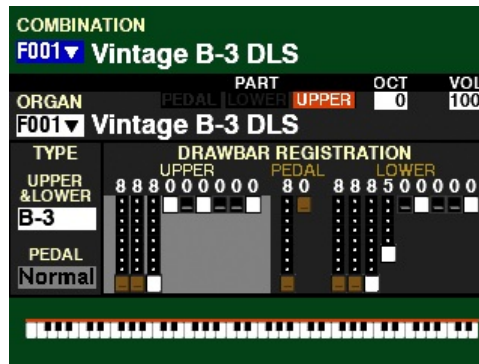 COMBINATION
F001▼ Vintage B-3 DLS
PART OCT VOL
ORGAN PEDAL LOWER UPPER 0 100
F001▼ Vintage B-3 DLS
TYPE DRAWBAR REGISTRATION
UPPER PEDAL LOWER
UPPER 888000000 80 888500000
&LOWER
B-3
PEDAL
Normal